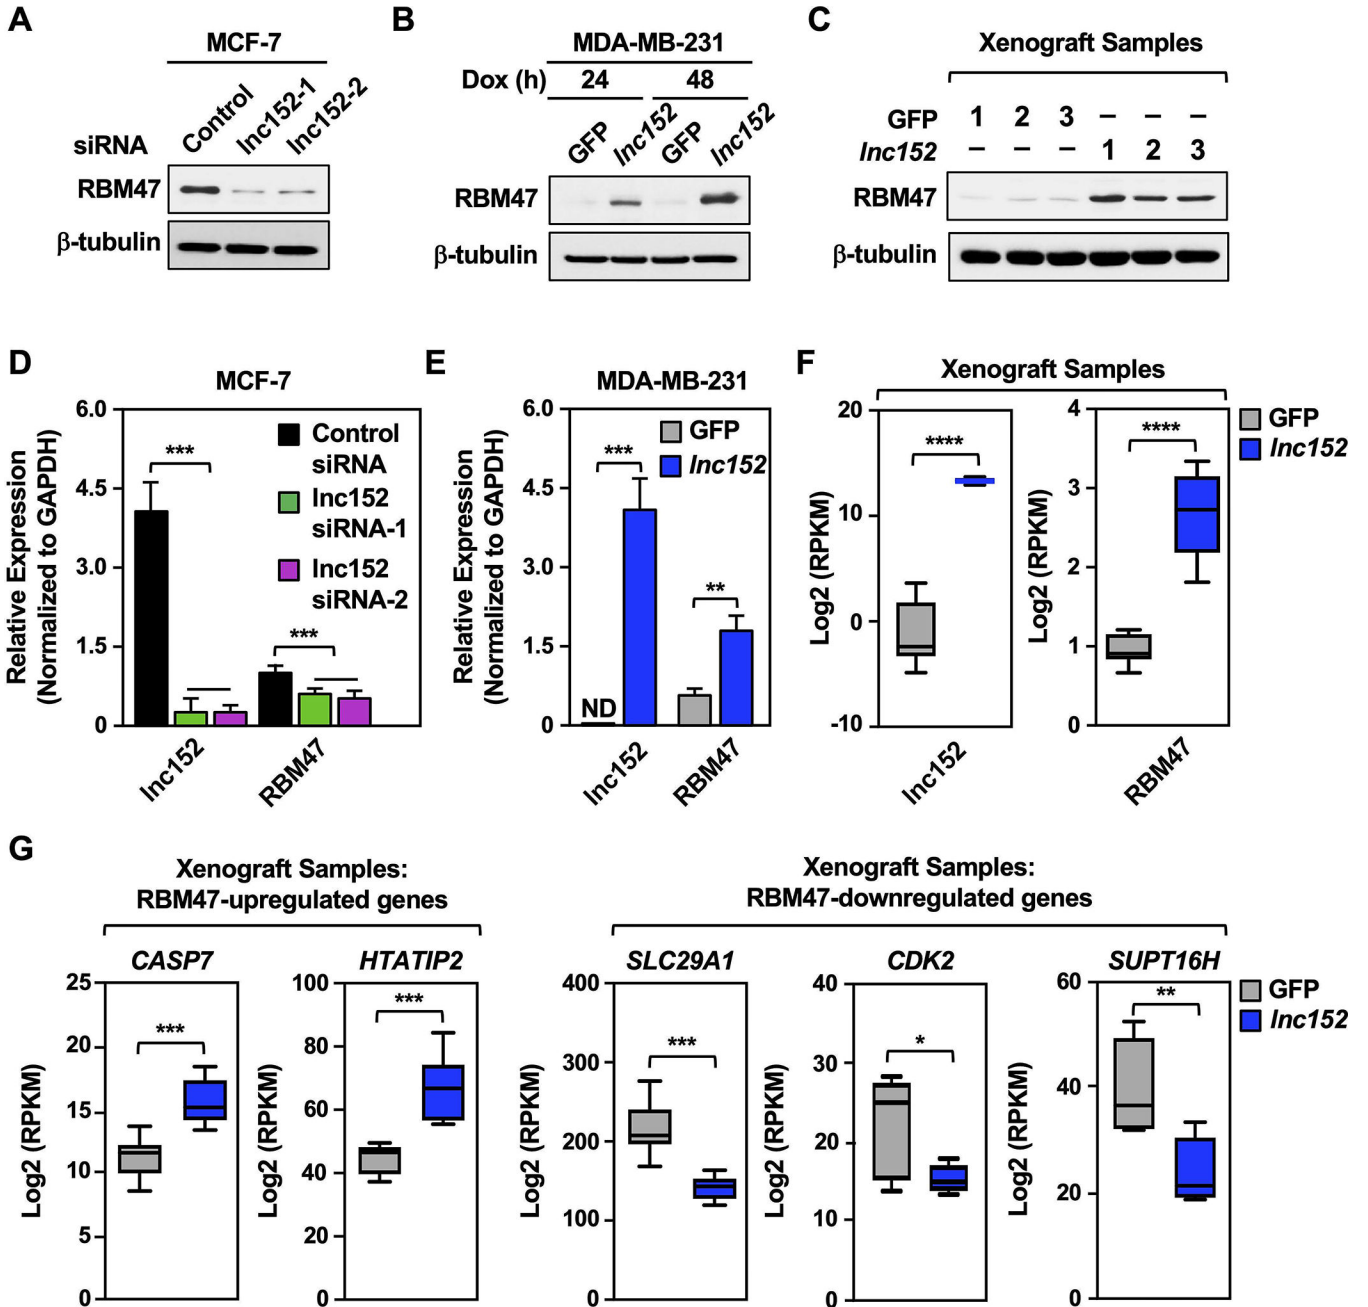 A
MCF-7
siRNA
Control
lnc152-1
lnc152-2
RBM47
β-tubulin
B
MDA-MB-231
Dox (h) 24 48
GFP lnc152 GFP lnc152
RBM47
β-tubulin
C
Xenograft Samples
GFP 1 2 3 – – –
lnc152 – – – 1 2 3
RBM47
β-tubulin
D
MCF-7
Relative Expression
(Normalized to GAPDH)
6.0
4.5
3.0
1.5
0
***
***
Control
siRNA
lnc152
siRNA-1
lnc152
siRNA-2
lnc152
RBM47
E
MDA-MB-231
Relative Expression
(Normalized to GAPDH)
6.0
4.5
3.0
1.5
0
***
**
ND
GFP
lnc152
lnc152
RBM47
F
Xenograft Samples
Log2 (RPKM)
20
10
0
-10
****
lnc152
Log2 (RPKM)
4
3
2
1
0
****
RBM47
GFP
lnc152
G
Xenograft Samples:
RBM47-upregulated genes
CASP7
Log2 (RPKM)
25
20
15
10
5
0
***
HTATIP2
Log2 (RPKM)
100
80
60
40
20
0
***
Xenograft Samples:
RBM47-downregulated genes
SLC29A1
Log2 (RPKM)
400
300
200
100
0
***
CDK2
Log2 (RPKM)
40
30
20
10
0
*
SUPT16H
Log2 (RPKM)
60
40
20
0
**
GFP
lnc152